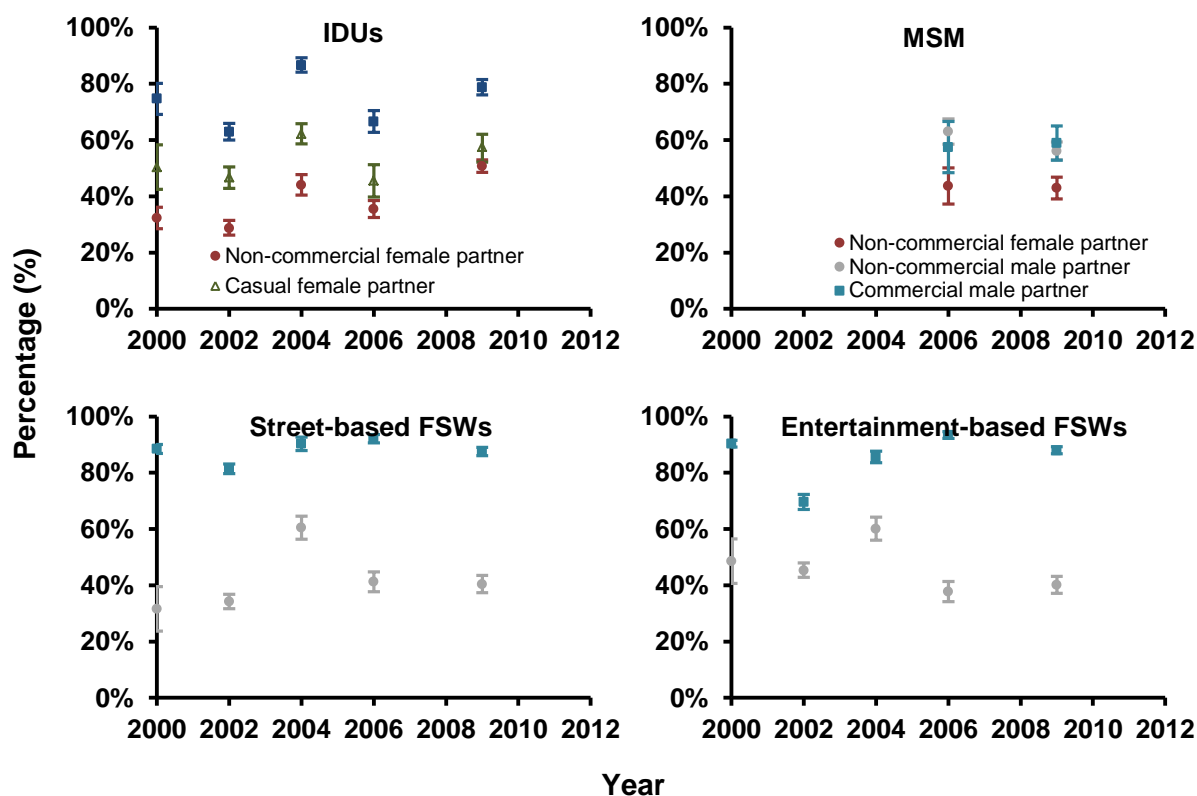 IDUs
100%
80%
60%
40%
20%
0%
Non-commercial female partner
Casual female partner
2000 2002 2004 2006 2008 2010 2012
MSM
100%
80%
60%
40%
20%
0%
Non-commercial female partner
Non-commercial male partner
Commercial male partner
2000 2002 2004 2006 2008 2010 2012
Percentage (%)
Street-based FSWs
100%
80%
60%
40%
20%
0%
2000 2002 2004 2006 2008 2010 2012
Entertainment-based FSWs
100%
80%
60%
40%
20%
0%
2000 2002 2004 2006 2008 2010 2012
Year